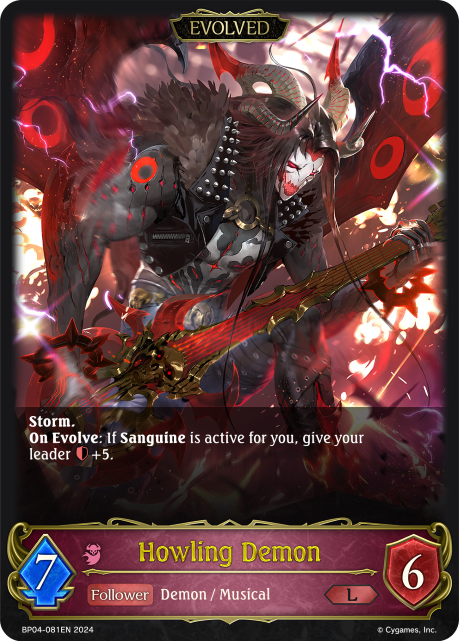 EVOLVED
Storm.
On Evolve: If Sanguine is active for you, give your
leader +5.
Howling Demon
7
6
Follower Demon / Musical L
BP04-081EN 2024 © Cygames, Inc.